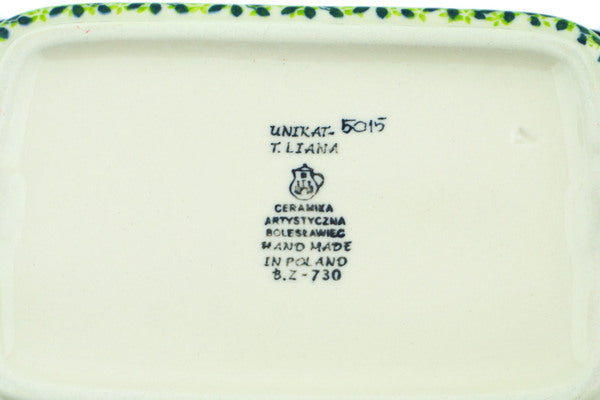 UNIKAT- 5015
T. LIANA
CERAMIKA
ARTYSTYCZNA
BOLESŁAWIEC
HAND MADE
IN POLAND
B.Z-730